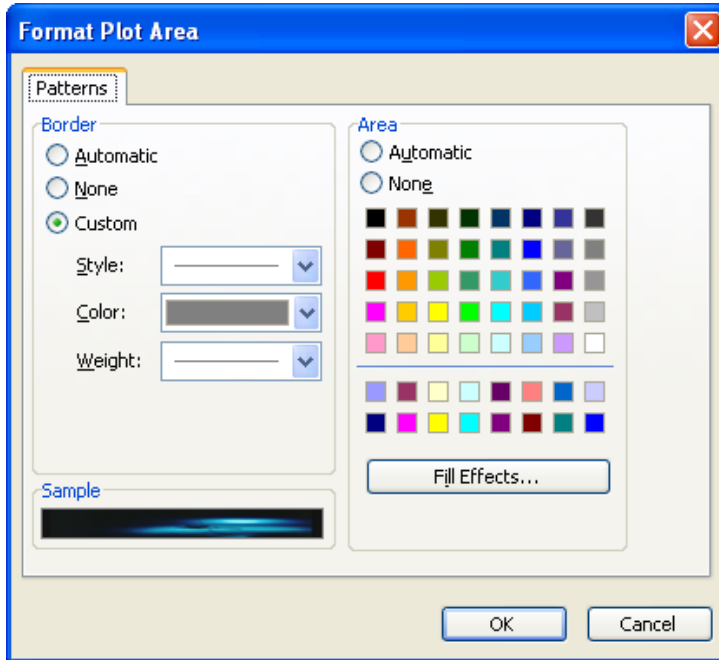 Format Plot Area
Patterns
Border
Automatic
None
Custom
Style:
Color:
Weight:
Sample
Area
Automatic
None
Fill Effects...
OK
Cancel